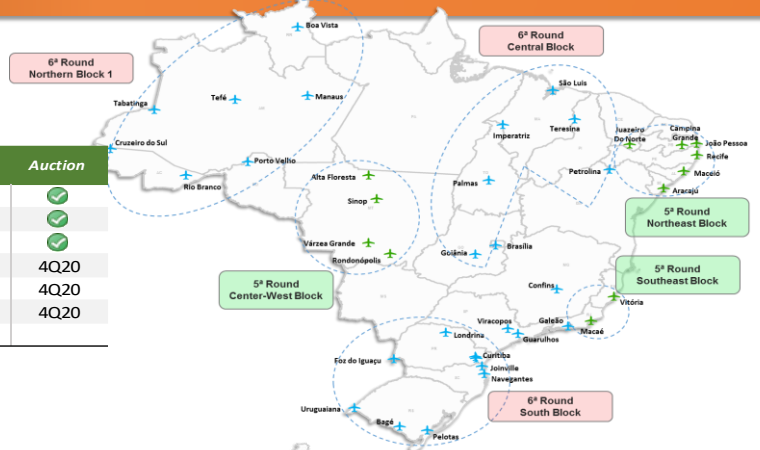 Boa Vista
6ª Round
Central Block
6ª Round
Northern Block 1
São Luis
Tefé
Manaus
Tabatinga
Imperatriz
Teresina
Juazeiro
Do Norte
Campina
Grande
João Pessoa
Cruzeiro do Sul
Recife
Auction
Porto Velho
Petrolina
Maceió
Rio Branco
Alta Floresta
Palmas
Aracajú
Sinop
5ª Round
Northeast Block
Várzea Grande
Brasília
Rondonópolis
Goiânia
4Q20
4Q20
4Q20
5ª Round
Center-West Block
5ª Round
Southeast Block
Confins
Vitória
Viracopos
Galeão
Macaé
Londrina
Guarulhos
Foz do Iguaçu
Curitiba
Joinville
Navegantes
Uruguaiana
6ª Round
South Block
Bagé
Pelotas